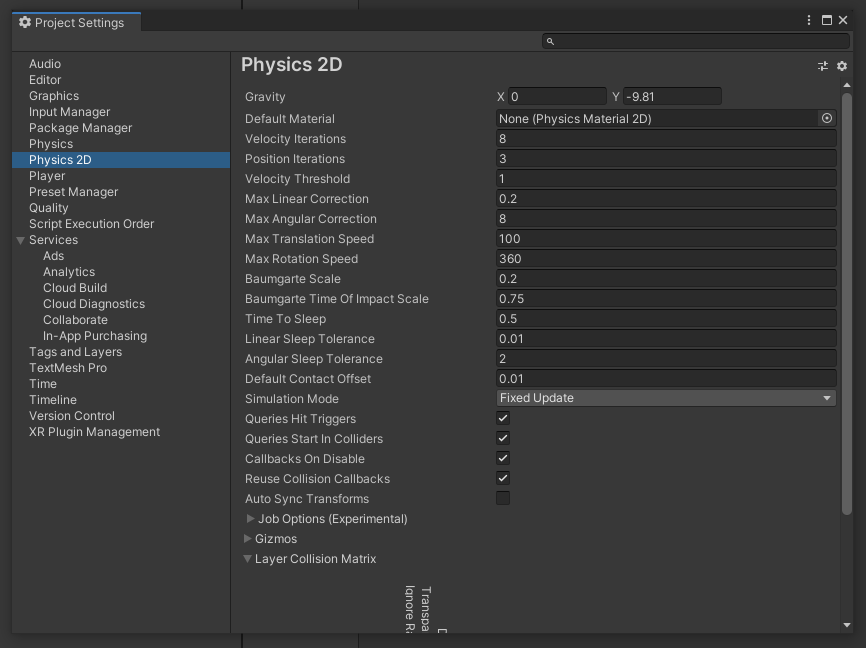 Project Settings
Audio
Editor
Graphics
Input Manager
Package Manager
Physics
Physics 2D
Player
Preset Manager
Quality
Script Execution Order
Services
Ads
Analytics
Cloud Build
Cloud Diagnostics
Collaborate
In-App Purchasing
Tags and Layers
TextMesh Pro
Time
Timeline
Version Control
XR Plugin Management
Physics 2D
Gravity X 0 Y -9.81
Default Material None (Physics Material 2D)
Velocity Iterations 8
Position Iterations 3
Velocity Threshold 1
Max Linear Correction 0.2
Max Angular Correction 8
Max Translation Speed 100
Max Rotation Speed 360
Baumgarte Scale 0.2
Baumgarte Time Of Impact Scale 0.75
Time To Sleep 0.5
Linear Sleep Tolerance 0.01
Angular Sleep Tolerance 2
Default Contact Offset 0.01
Simulation Mode Fixed Update
Queries Hit Triggers
Queries Start In Colliders
Callbacks On Disable
Reuse Collision Callbacks
Auto Sync Transforms
Job Options (Experimental)
Gizmos
Layer Collision Matrix
Transpa
Ignore